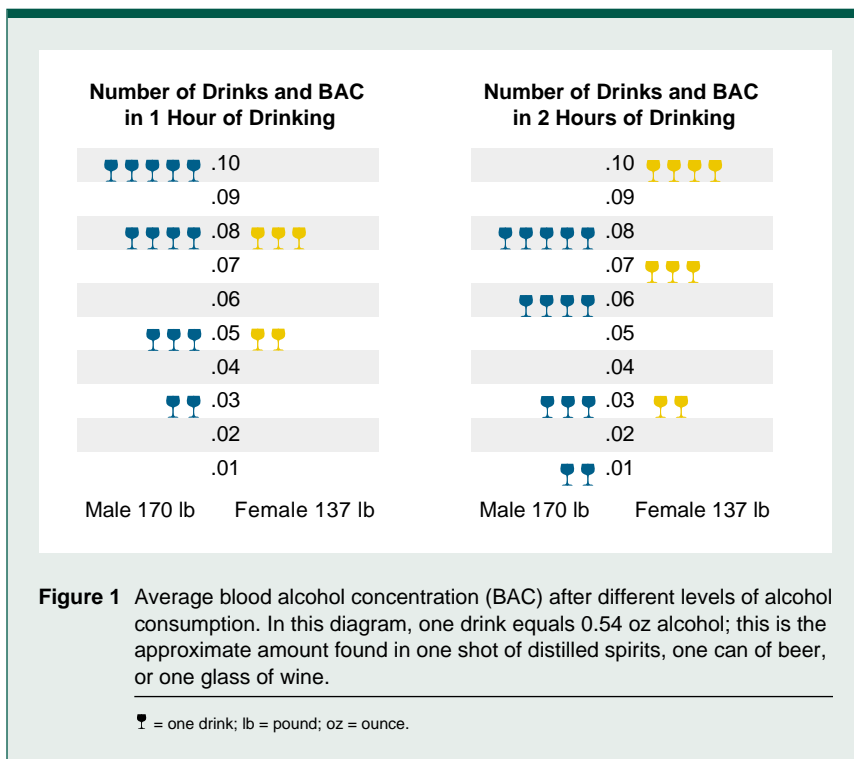 Number of Drinks and BAC
in 1 Hour of Drinking
.10
.09
.08
.07
.06
.05
.04
.03
.02
.01
Male 170 lb Female 137 lb
Number of Drinks and BAC
in 2 Hours of Drinking
.10
.09
.08
.07
.06
.05
.04
.03
.02
.01
Male 170 lb Female 137 lb
Figure 1 Average blood alcohol concentration (BAC) after different levels of alcohol
consumption. In this diagram, one drink equals 0.54 oz alcohol; this is the
approximate amount found in one shot of distilled spirits, one can of beer,
or one glass of wine.
= one drink; lb = pound; oz = ounce.